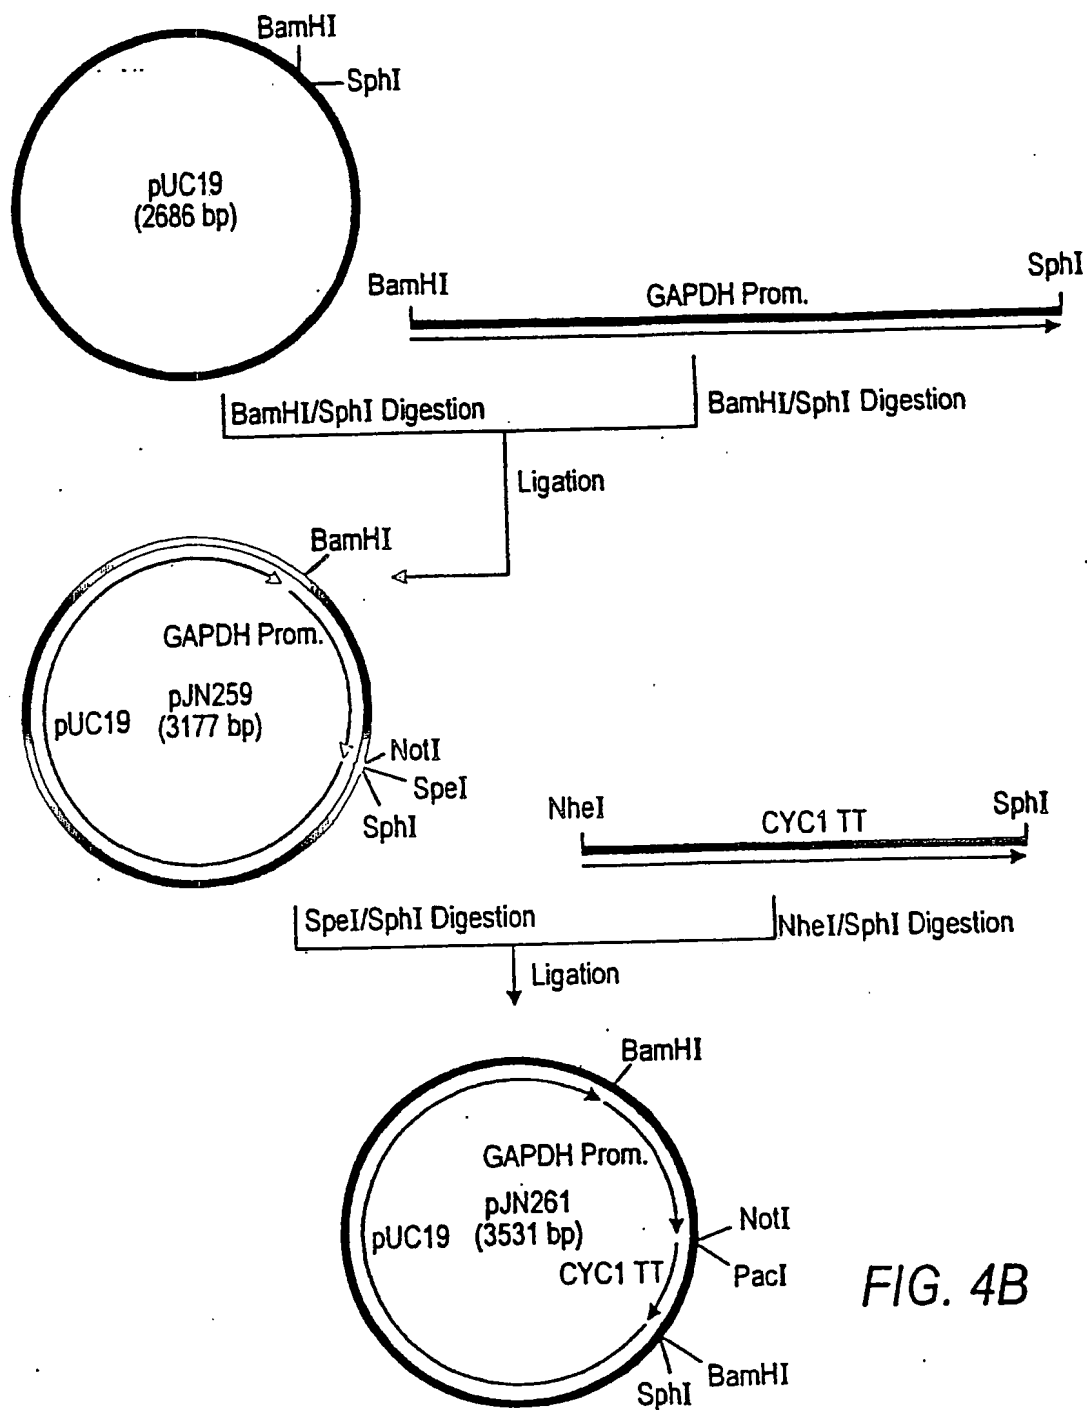 BamHI
SphI
pUC19
(2686 bp)
BamHI
GAPDH Prom.
SphI
BamHI/SphI Digestion
BamHI/SphI Digestion
Ligation
BamHI
GAPDH Prom.
pUC19
pJN259
(3177 bp)
NotI
SpeI
SphI
NheI
CYC1 TT
SphI
SpeI/SphI Digestion
NheI/SphI Digestion
Ligation
BamHI
GAPDH Prom.
pUC19
pJN261
(3531 bp)
CYC1 TT
NotI
PacI
BamHI
SphI
FIG. 4B